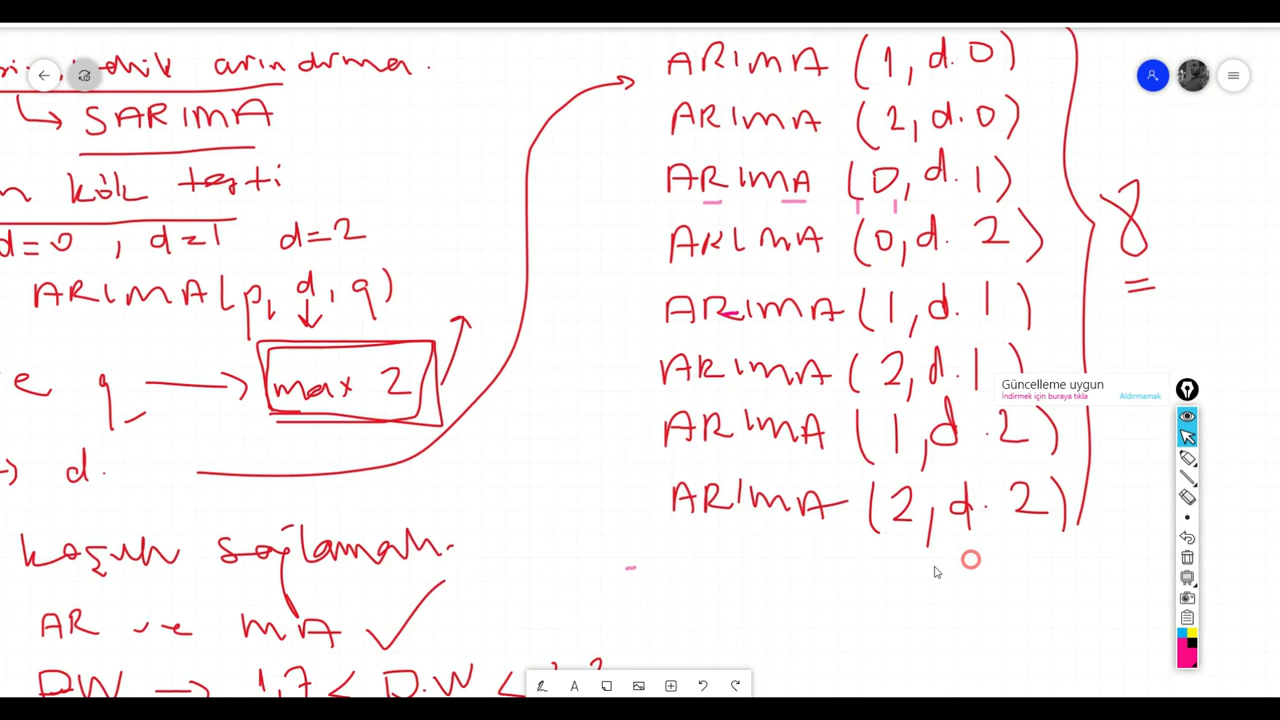 arındırma.
SARIMA
kök testi
d=0, d=1 d=2
ARIMA(p, d, q)
q → max 2
→ d.
koşulu sağlamalı.
AR ve MA ✓
DW → 1,7 < D.W <
ARIMA (1, d. 0)
ARIMA (2, d. 0)
ARIMA (0, d. 1)
ARIMA (0, d. 2)
ARIMA (1, d. 1)
ARIMA (2, d. 1)
ARIMA (1, d. 2)
ARIMA (2, d. 2)
8
Güncelleme uygun
İndirmek için buraya tıkla Aldırmamak